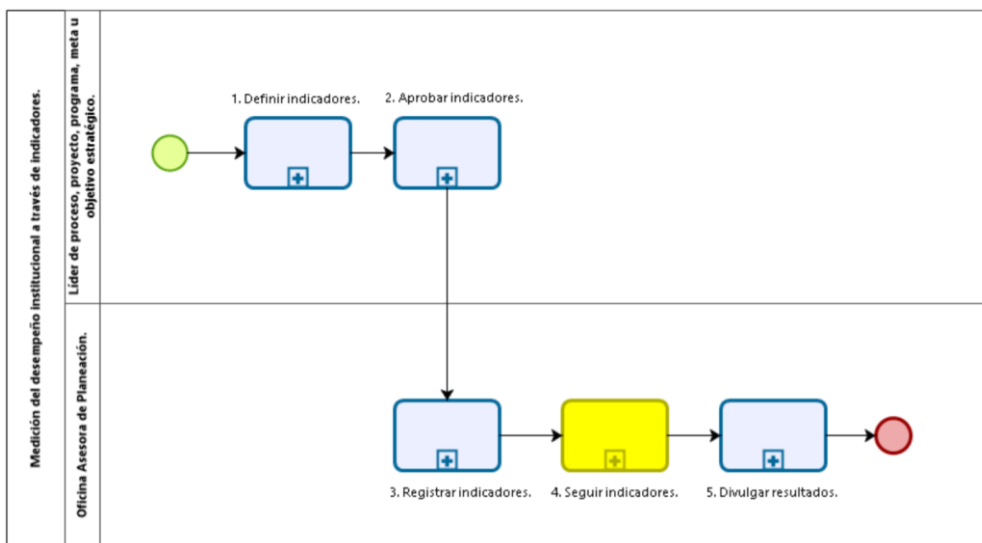 Medición del desempeño institucional a través de indicadores.
Líder de proceso, proyecto, programa, meta u
objetivo estratégico.
1. Definir indicadores.
2. Aprobar indicadores.
Oficina Asesora de Planeación.
3. Registrar indicadores.
4. Seguir indicadores.
5. Divulgar resultados.